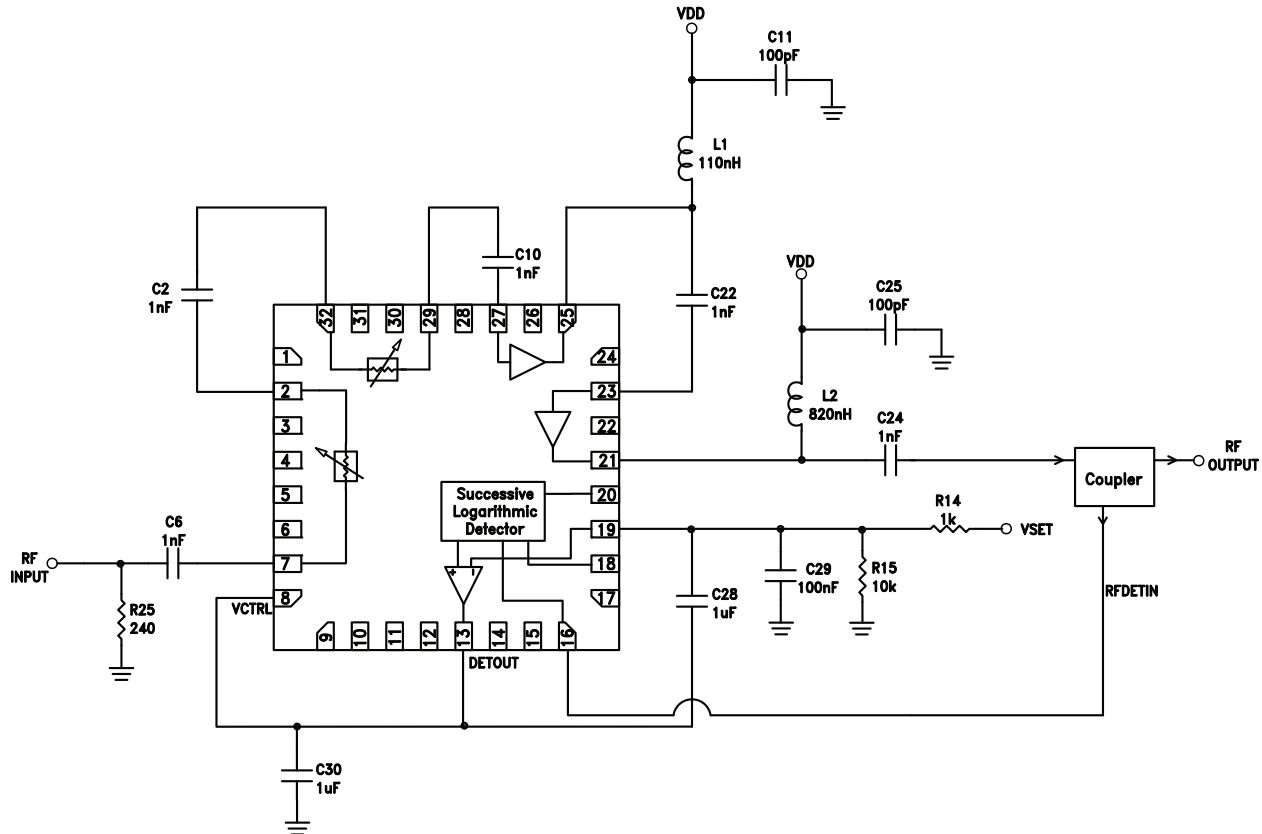 VDD
C11
100pF
L1
110nH
C10
1nF
C2
1nF
C22
1nF
VDD
C25
100pF
L2
820nH
C24
1nF
RF
OUTPUT
Coupler
32
31
30
29
28
27
26
25
1
2
3
4
5
6
7
8
24
23
22
21
20
19
18
17
Successive
Logarithmic
Detector
+ -
R14
1k
VSET
C6
1nF
RF
INPUT
R25
240
VCTRL
9
10
11
12
13
14
15
16
DETOUT
C28
1uF
C29
100nF
R15
10k
RFDETIN
C30
1uF